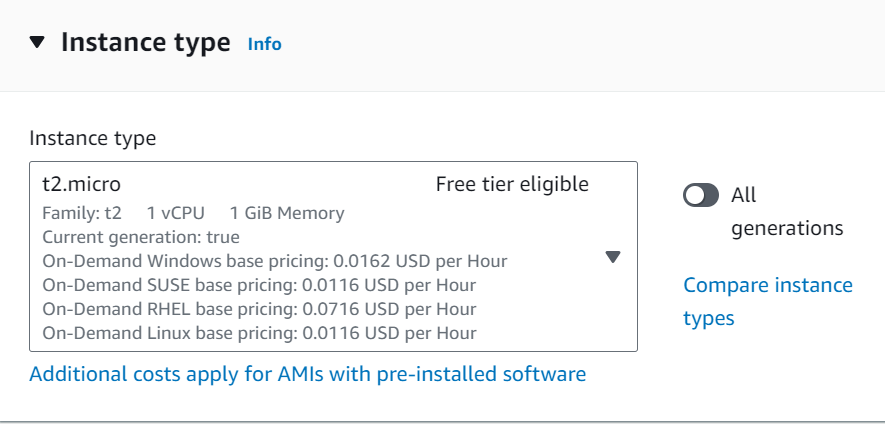 Instance type Info
Instance type
t2.micro Free tier eligible
Family: t2 1 vCPU 1 GiB Memory
Current generation: true
On-Demand Windows base pricing: 0.0162 USD per Hour
On-Demand SUSE base pricing: 0.0116 USD per Hour
On-Demand RHEL base pricing: 0.0716 USD per Hour
On-Demand Linux base pricing: 0.0116 USD per Hour
All
generations
Compare instance
types
Additional costs apply for AMIs with pre-installed software